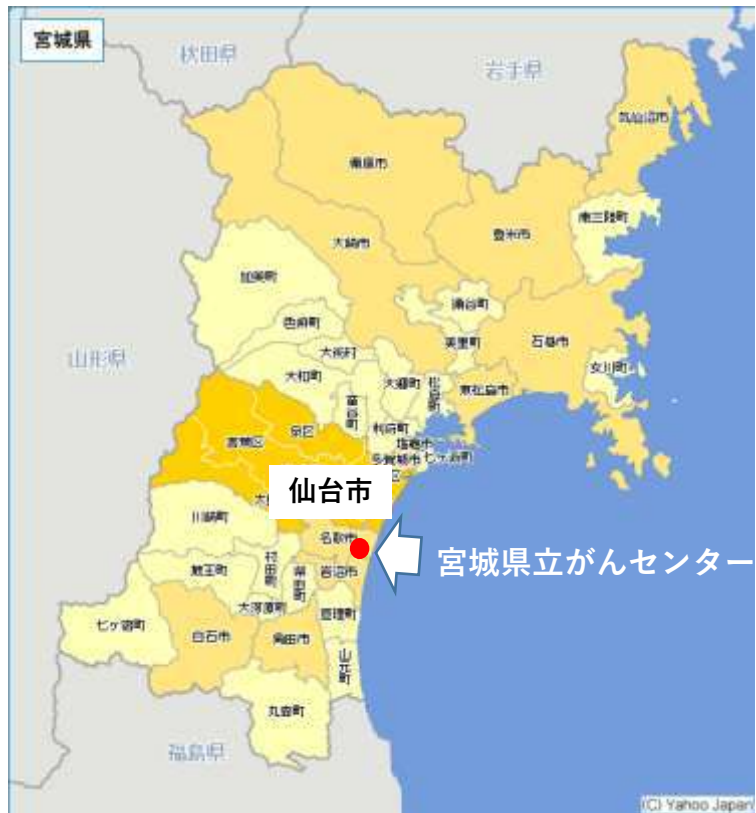 宮城県
秋田県
岩手県
気仙沼市
栗原市
南三陸町
登米市
大崎市
加美町
涌谷町
色麻町
美里町
石巻市
山形県
大衡村
女川町
大和町
大郷町
松島町
東松島市
富谷町
利府町
青葉区
泉区
塩竈市
多賀城市
七ヶ浜町
区
仙台市
川崎町
名取市
宮城県立がんセンター
村田町
柴田町
岩沼市
蔵王町
大河原町
亘理町
七ヶ宿町
白石市
角田市
山元町
丸森町
福島県
(C) Yahoo Japan